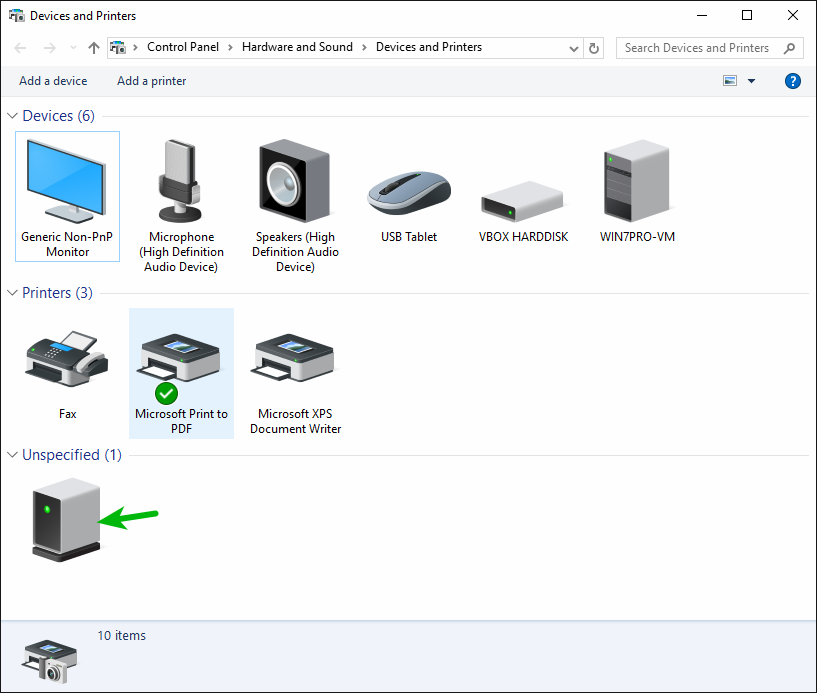 Devices and Printers
Control Panel > Hardware and Sound > Devices and Printers
Search Devices and Printers
Add a device
Add a printer
?
Devices (6)
Generic Non-PnP
Monitor
Microphone
(High Definition
Audio Device)
Speakers (High
Definition Audio
Device)
USB Tablet
VBOX HARDDISK
WIN7PRO-VM
Printers (3)
Fax
Microsoft Print to
PDF
Microsoft XPS
Document Writer
Unspecified (1)
10 items